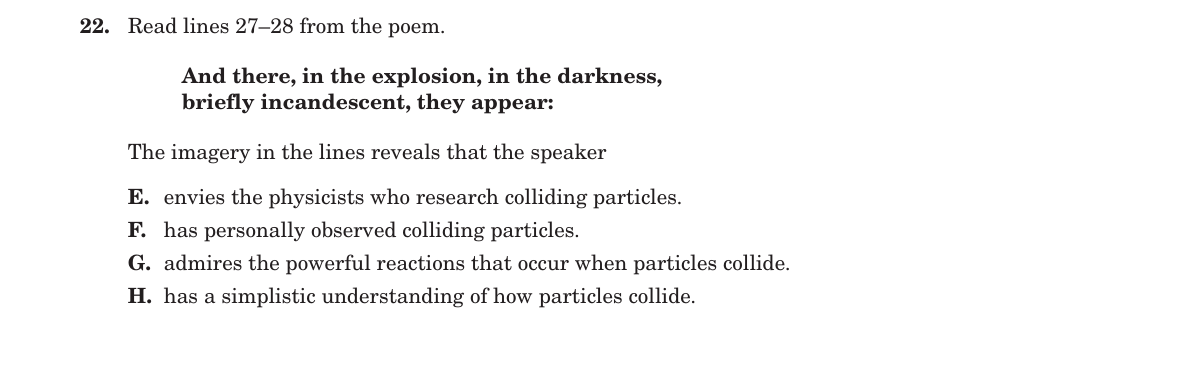 22. Read lines 27–28 from the poem.
And there, in the explosion, in the darkness,
briefly incandescent, they appear:
The imagery in the lines reveals that the speaker
E. envies the physicists who research colliding particles.
F. has personally observed colliding particles.
G. admires the powerful reactions that occur when particles collide.
H. has a simplistic understanding of how particles collide.